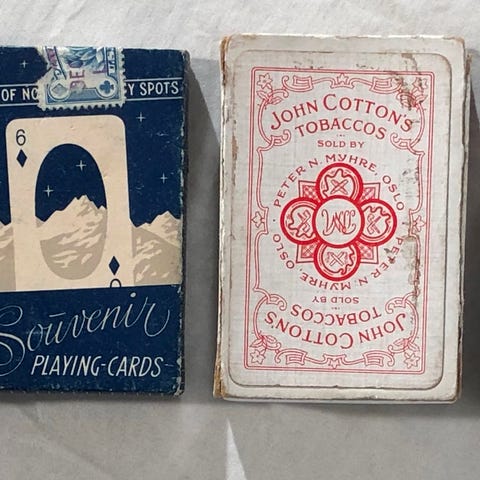 OF NO Y SPOTS
6
Souvenir
PLAYING-CARDS
JOHN COTTON'S
TOBACCOS
SOLD BY
PETER N. MYHRE, OSLO
PETER N. MYHRE, OSLO
SOLD BY
TOBACCOS
JOHN COTTON'S